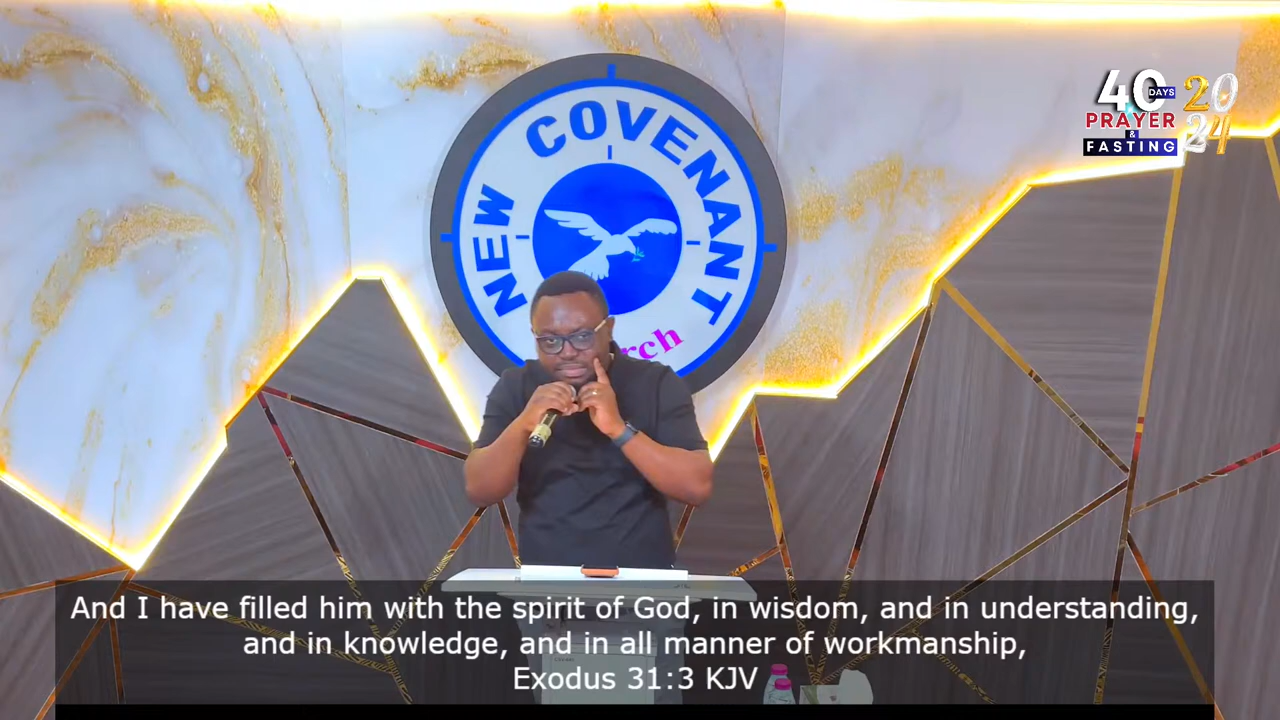 NEW COVENANT
rch
40 DAYS
PRAYER
&
FASTING
2024
And I have filled him with the spirit of God, in wisdom, and in understanding,
and in knowledge, and in all manner of workmanship,
Exodus 31:3 KJV